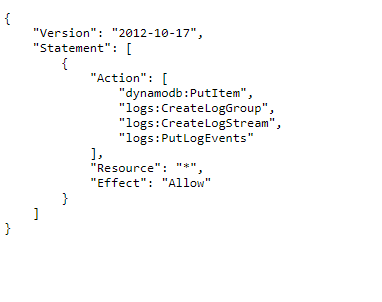 {
    "Version": "2012-10-17",
    "Statement": [
        {
            "Action": [
                "dynamodb:PutItem",
                "logs:CreateLogGroup",
                "logs:CreateLogStream",
                "logs:PutLogEvents"
            ],
            "Resource": "*",
            "Effect": "Allow"
        }
    ]
}